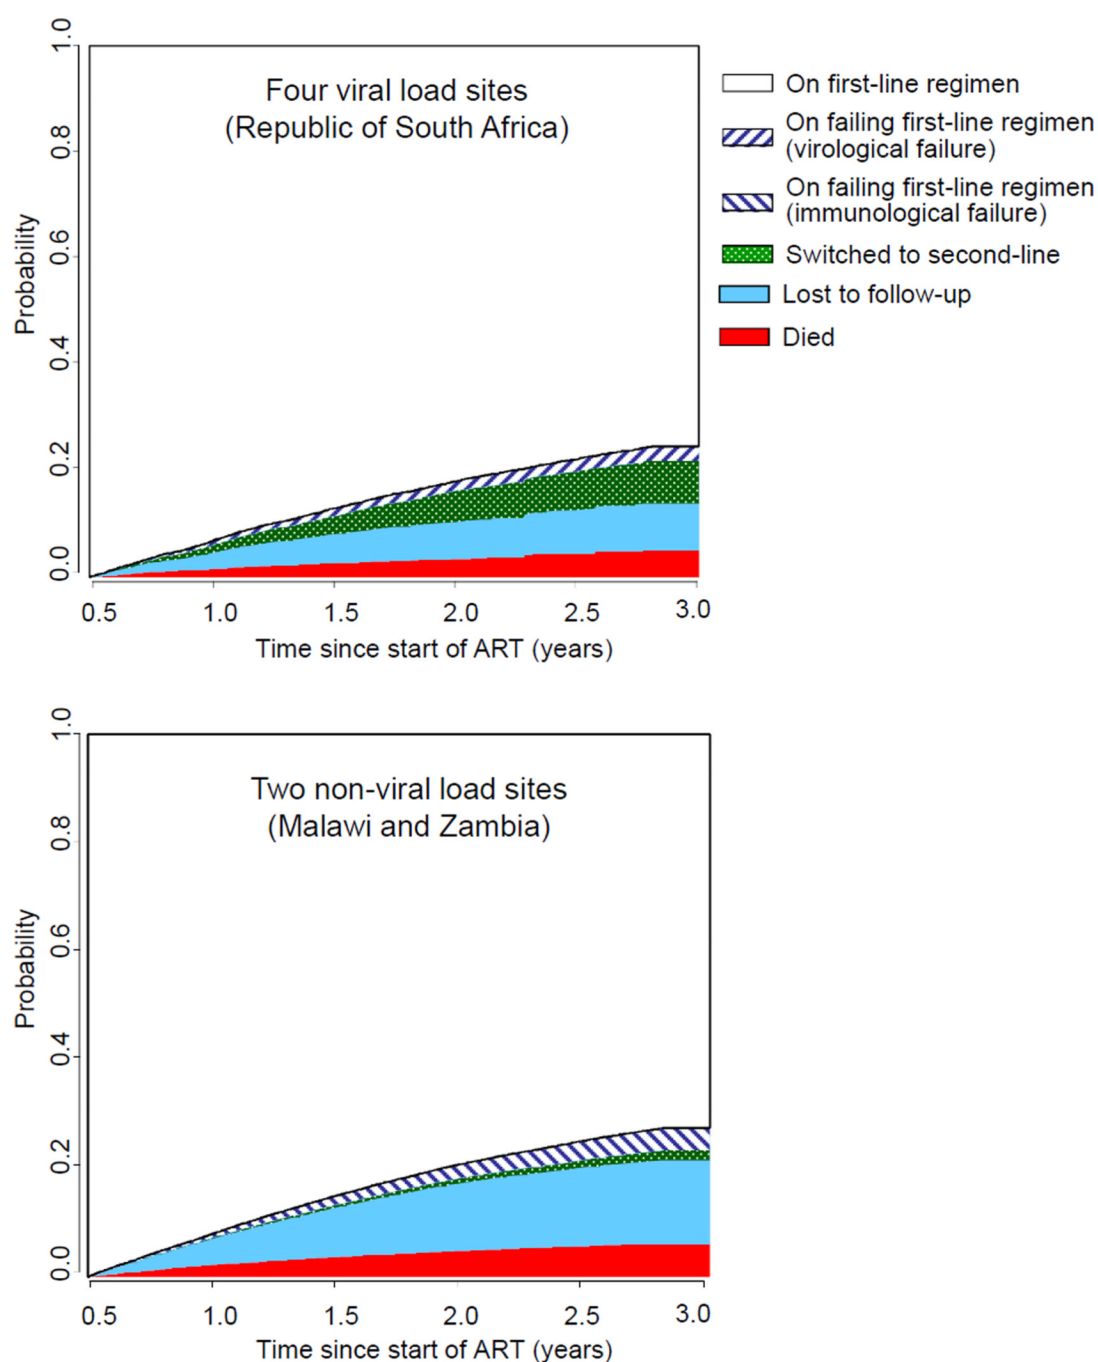 Four viral load sites
(Republic of South Africa)
1.0
0.8
0.6
0.4
0.2
0.0
Probability
0.5 1.0 1.5 2.0 2.5 3.0
Time since start of ART (years)
On first-line regimen
On failing first-line regimen
(virological failure)
On failing first-line regimen
(immunological failure)
Switched to second-line
Lost to follow-up
Died
Two non-viral load sites
(Malawi and Zambia)
1.0
0.8
0.6
0.4
0.2
0.0
Probability
0.5 1.0 1.5 2.0 2.5 3.0
Time since start of ART (years)